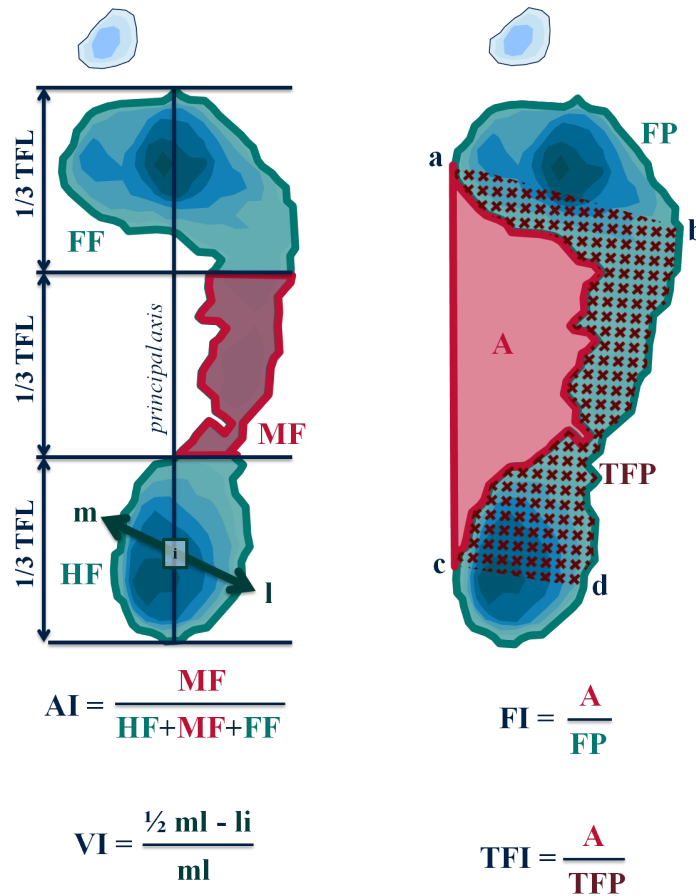 1/3 TFL
FF
principal axis
1/3 TFL
MF
1/3 TFL
m
i
HF
l
AI = MF
HF+MF+FF
VI = ½ ml - li
ml
FP
a
b
A
TFP
c
d
FI = A
FP
TFI = A
TFP